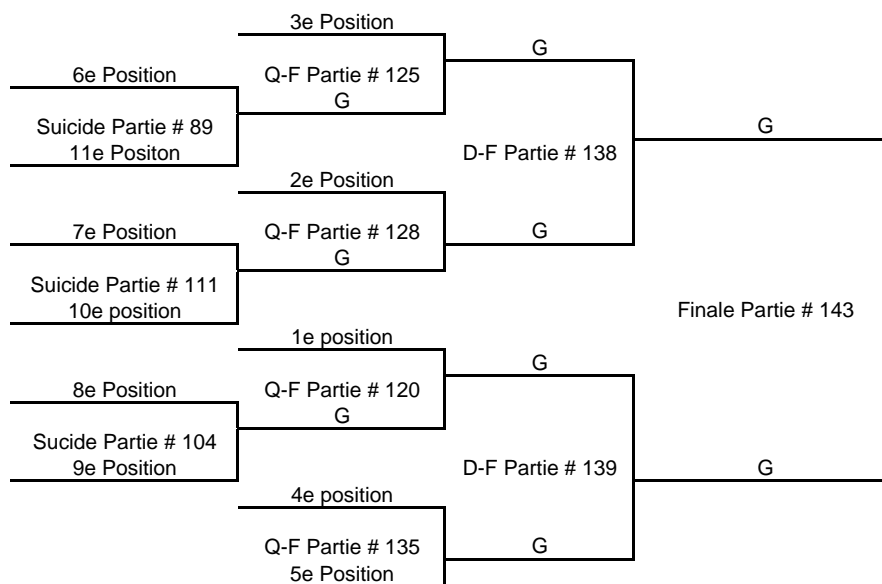 3e Position
G
6e Position
Q-F Partie # 125
G
Suicide Partie # 89
G
11e Positon
D-F Partie # 138
2e Position
7e Position
Q-F Partie # 128
G
G
Suicide Partie # 111
10e position
Finale Partie # 143
1e position
G
8e Position
Q-F Partie # 120
G
Sucide Partie # 104
9e Position
D-F Partie # 139
G
4e position
Q-F Partie # 135
G
5e Position